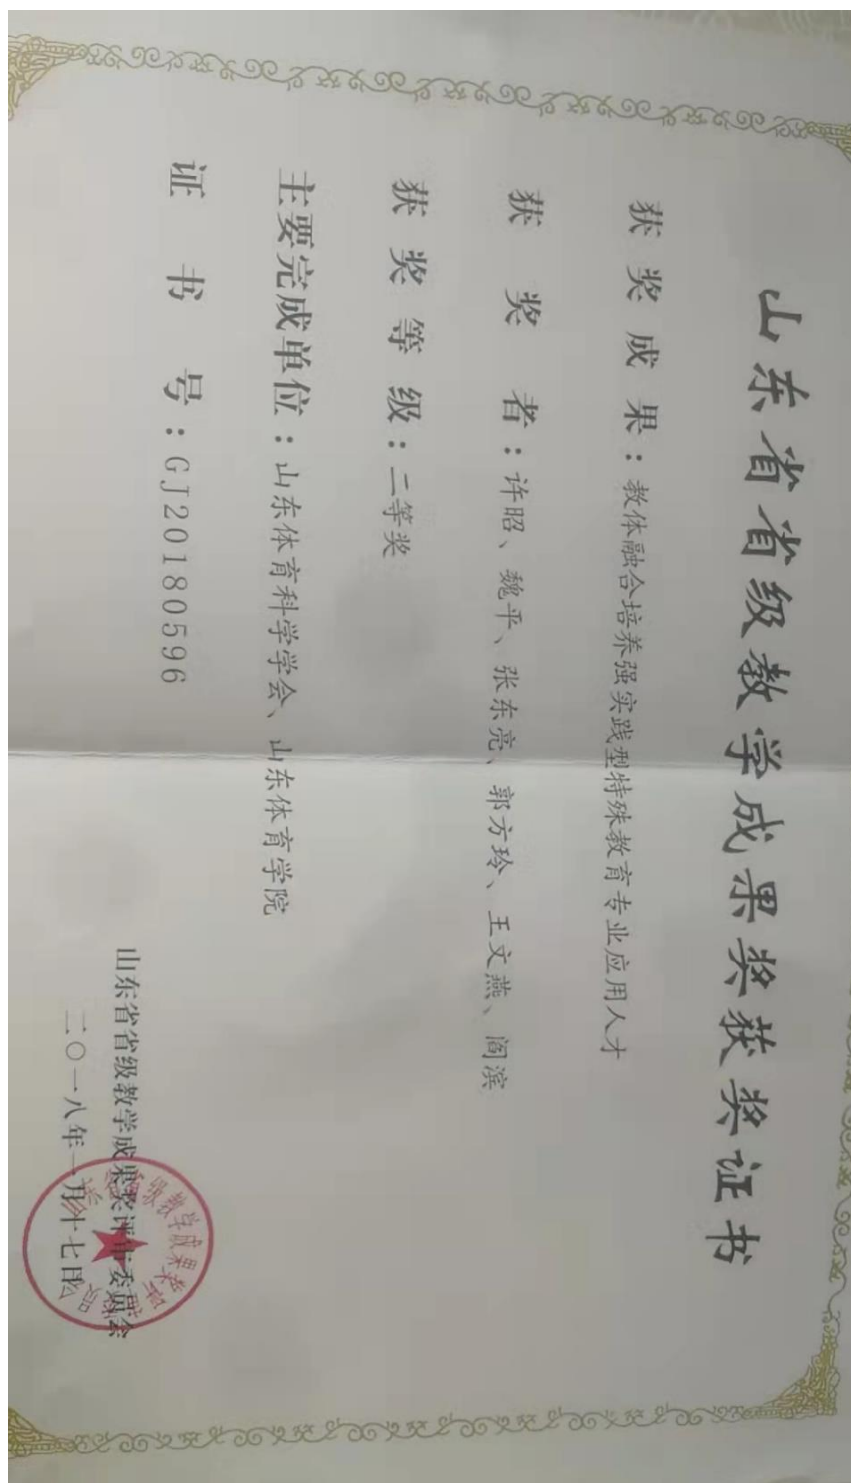 山东省省级教学成果奖获奖证书
获奖成果：教体融合培养强实践型特殊教育专业应用人才
获奖者：许昭、魏平、张东亮、郭方玲、王文燕、阎滨
获奖等级：二等奖
主要完成单位：山东体育科学学会、山东体育学院
证书号：GJ20180596
山东省省级教学成果奖评审委员会
二〇一八年一月十七日